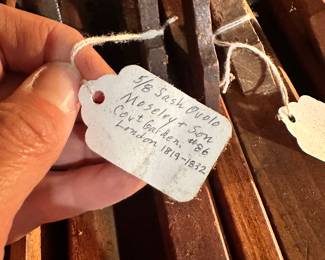 5/8 Sash Ovolo
Moseley + Son
Covt Garden #86
London 1819-1832